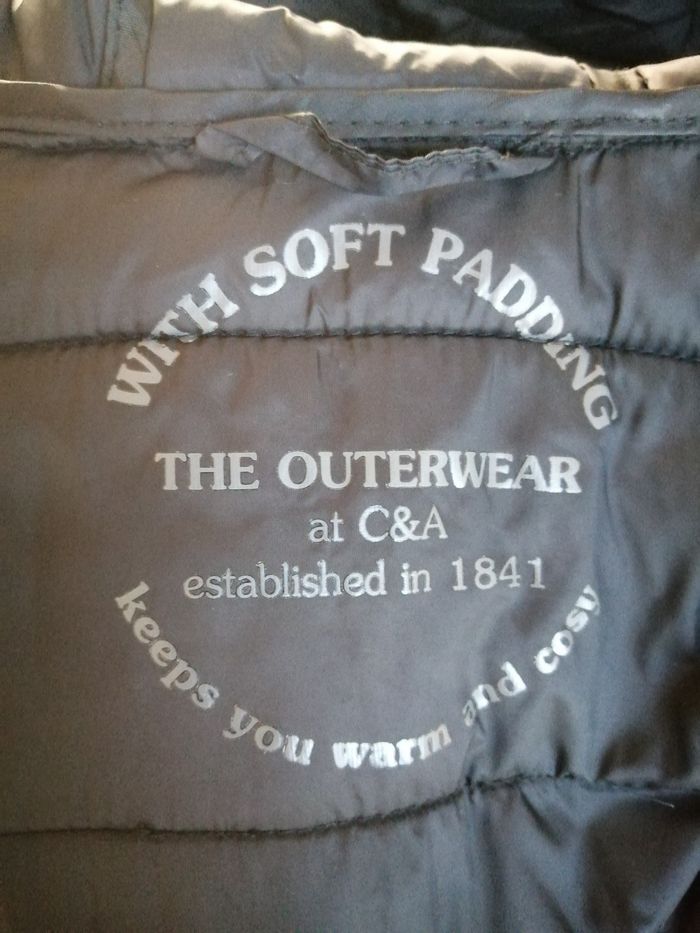 WITH SOFT PADDING
THE OUTERWEAR
at C&A
established in 1841
keeps you warm and cosy